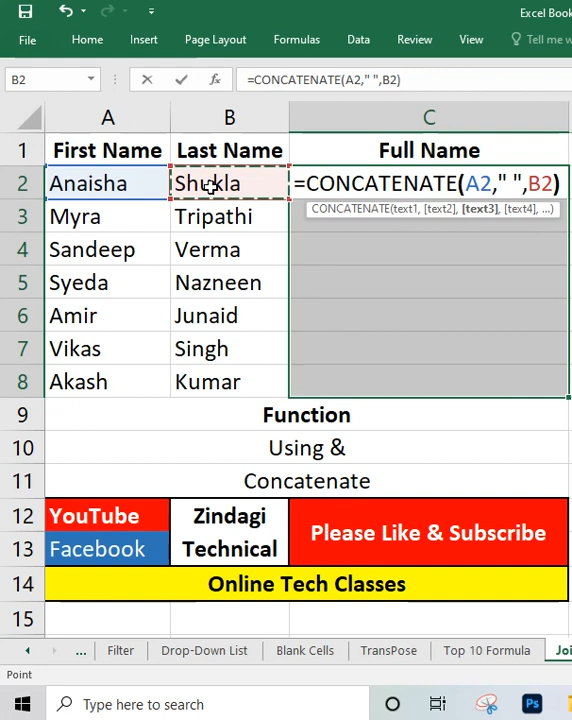 Excel Book
File Home Insert Page Layout Formulas Data Review View Tell me
B2 fx =CONCATENATE(A2," ",B2)
A B C
1 First Name Last Name Full Name
2 Anaisha Shukla =CONCATENATE(A2," ",B2)
CONCATENATE(text1, [text2], [text3], [text4], ...)
3 Myra Tripathi
4 Sandeep Verma
5 Syeda Nazneen
6 Amir Junaid
7 Vikas Singh
8 Akash Kumar
9 Function
10 Using &
11 Concatenate
12 YouTube Zindagi
Please Like & Subscribe
13 Facebook Technical
14 Online Tech Classes
15
... Filter Drop-Down List Blank Cells TransPose Top 10 Formula Joi
Point
Type here to search Ps